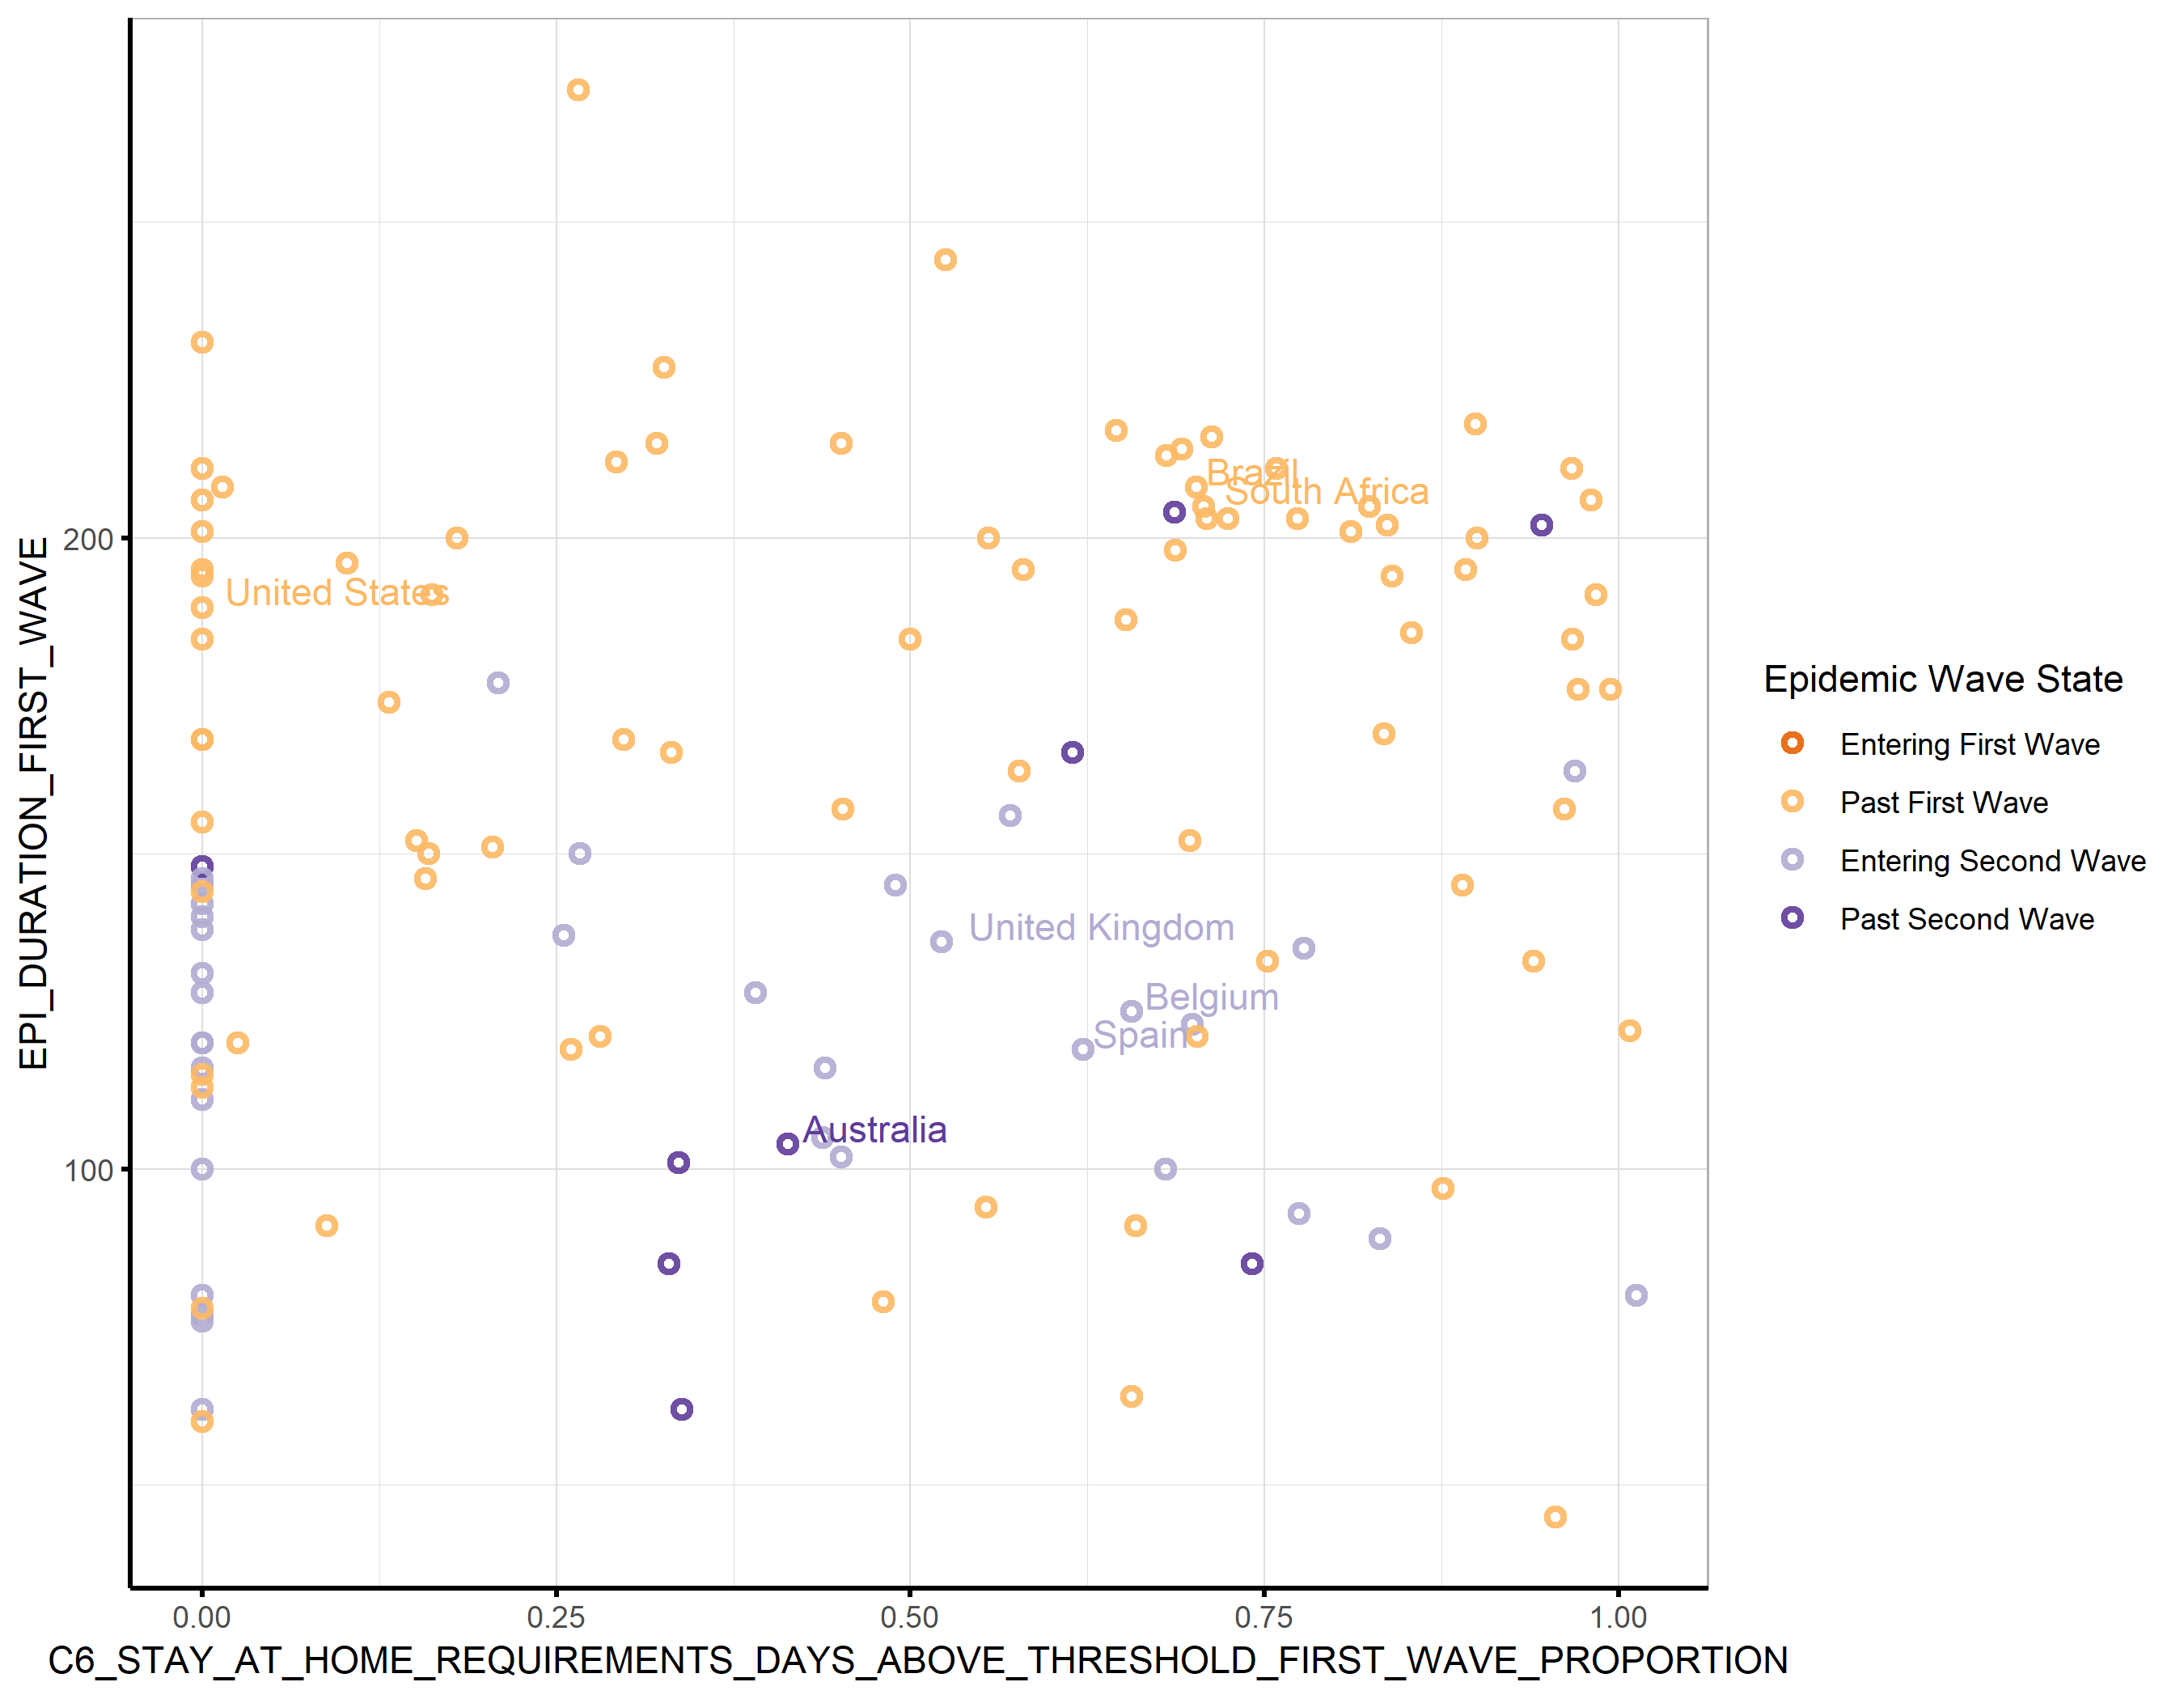 EPI_DURATION_FIRST_WAVE
200
100
Brazil
South Africa
United States
United Kingdom
Belgium
Spain
Australia
0.00
0.25
0.50
0.75
1.00
C6_STAY_AT_HOME_REQUIREMENTS_DAYS_ABOVE_THRESHOLD_FIRST_WAVE_PROPORTION
Epidemic Wave State
Entering First Wave
Past First Wave
Entering Second Wave
Past Second Wave